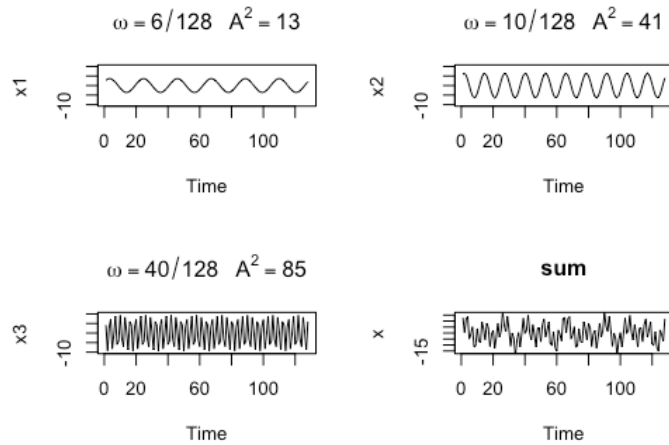 ω = 6/128 A² = 13
x1
-10
0 20 60 100
Time
ω = 10/128 A² = 41
x2
-10
0 20 60 100
Time
ω = 40/128 A² = 85
x3
-10
0 20 60 100
Time
sum
x
-15
0 20 60 100
Time